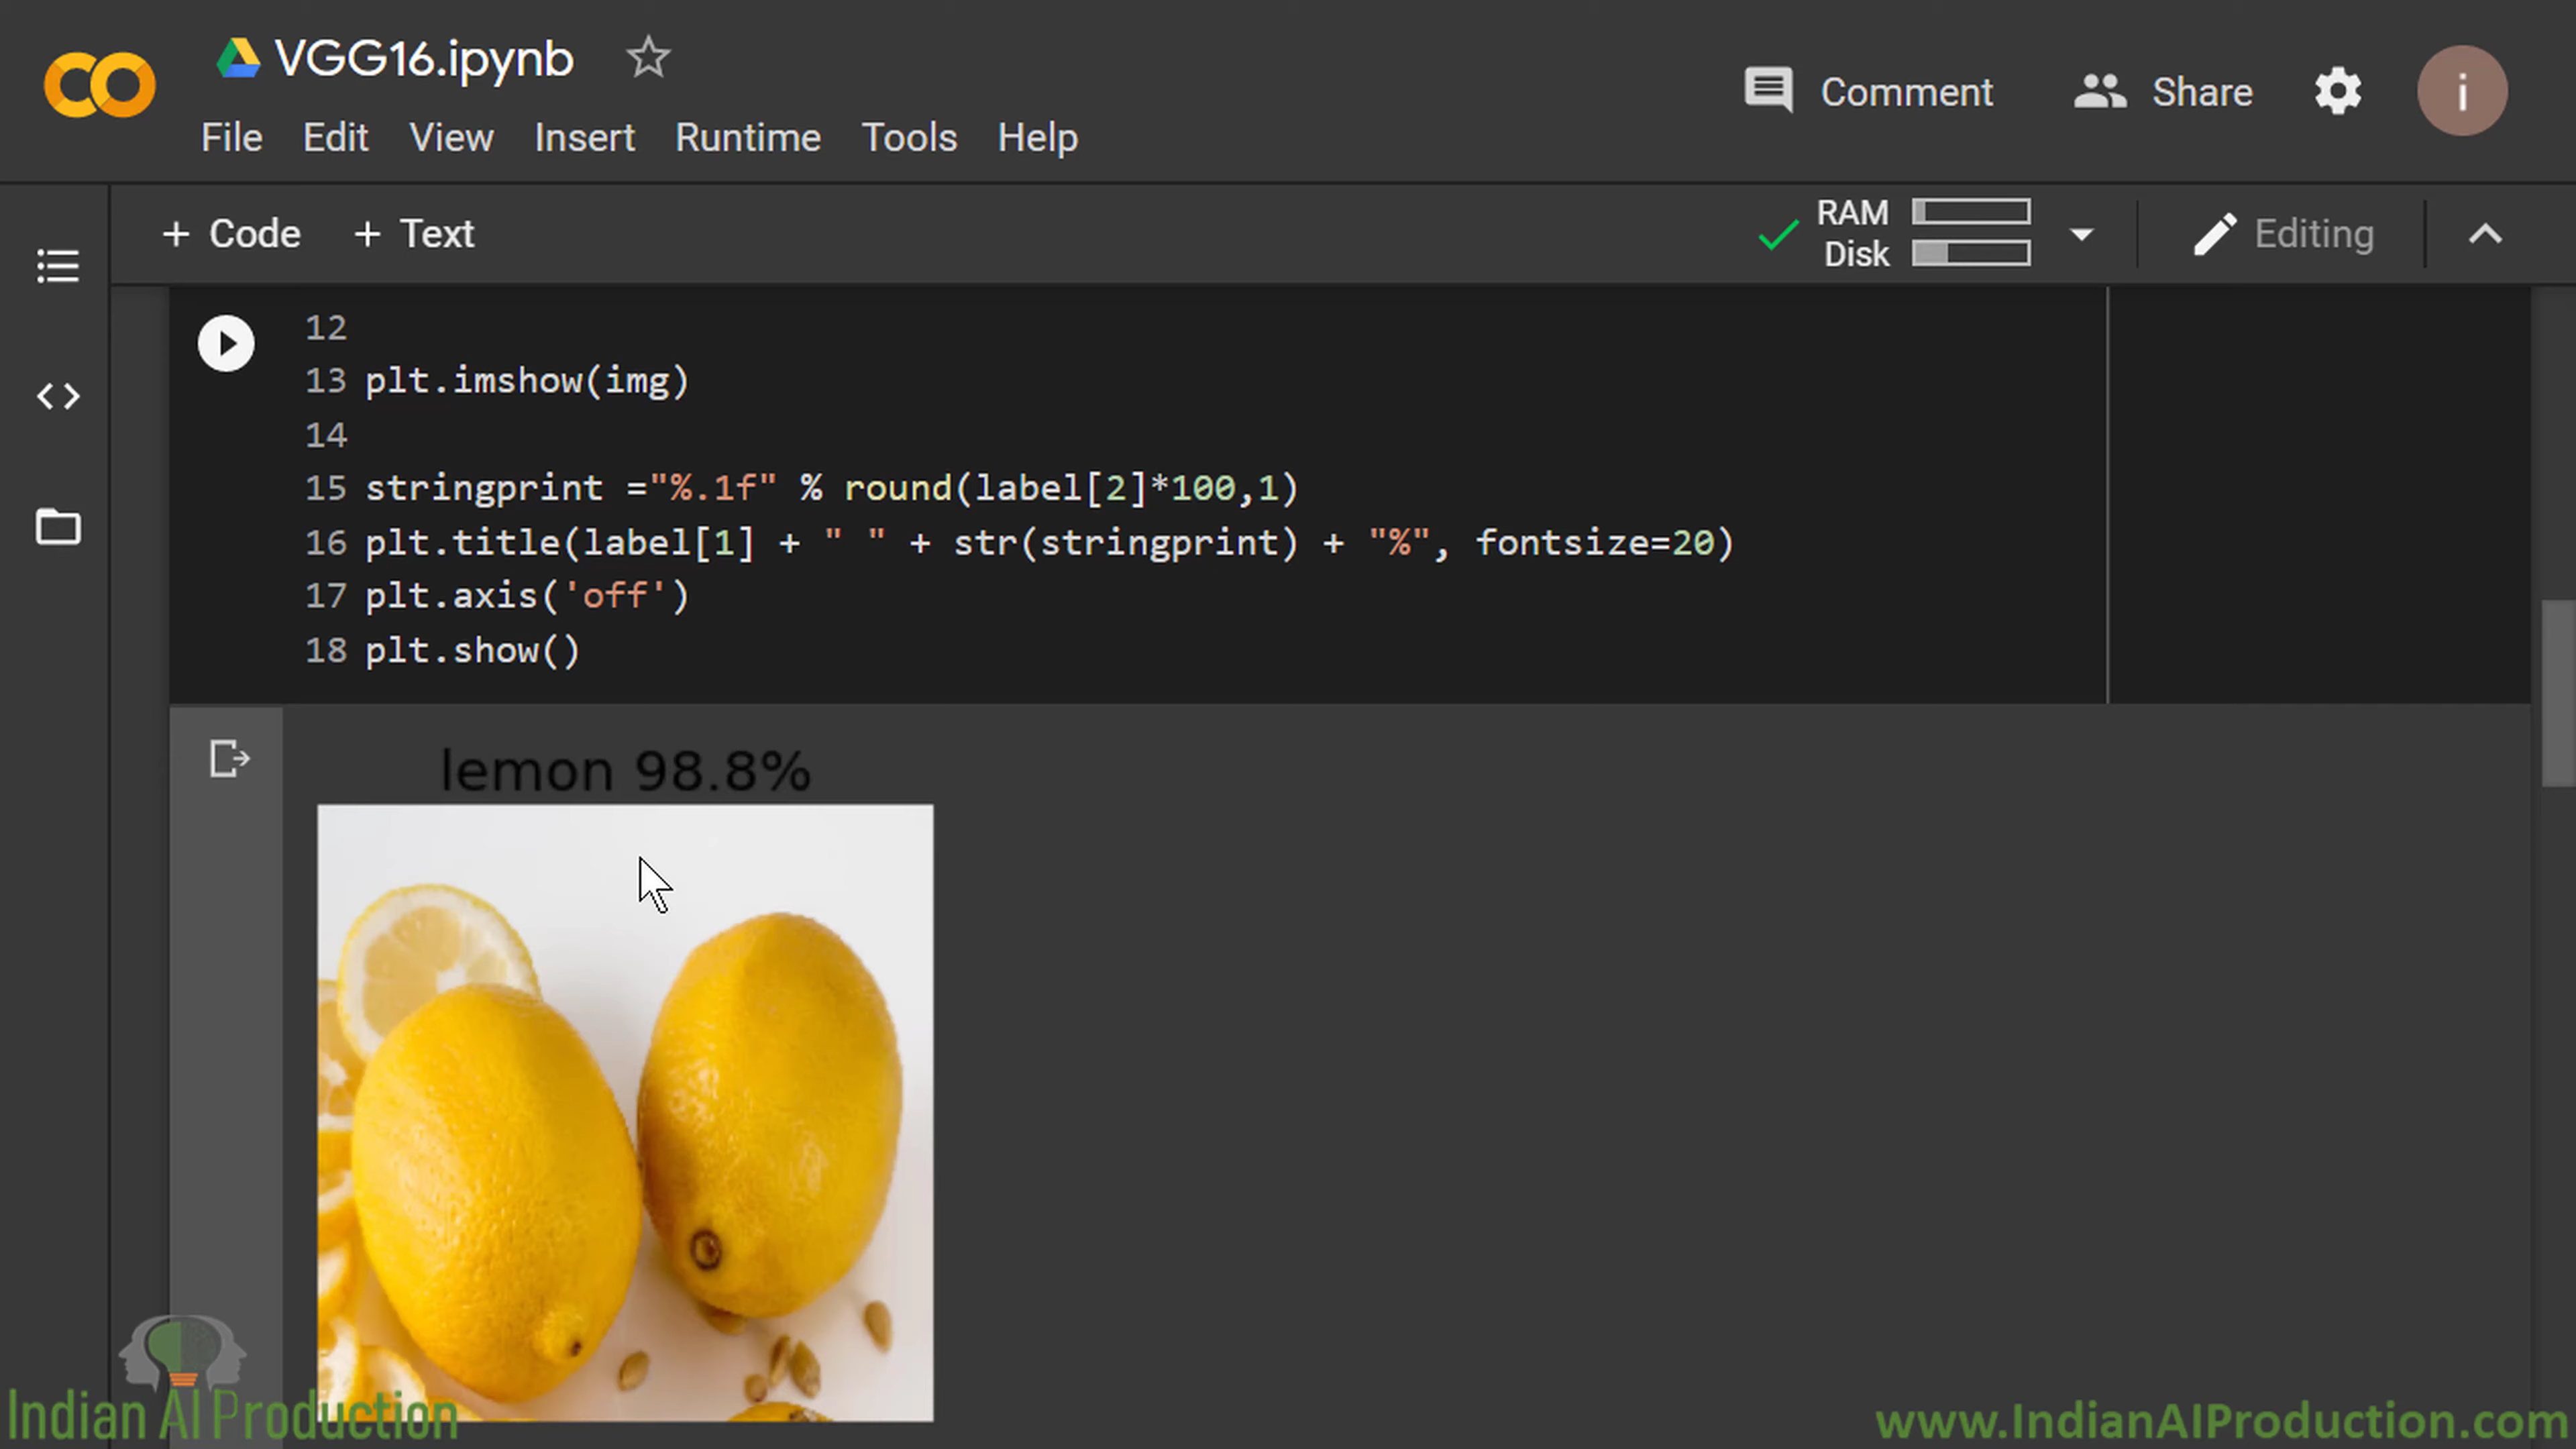 VGG16.ipynb
Comment
Share
i
File Edit View Insert Runtime Tools Help
+ Code + Text
RAM
Disk
Editing
12
13 plt.imshow(img)
14
15 stringprint ="%.1f" % round(label[2]*100,1)
16 plt.title(label[1] + " " + str(stringprint) + "%", fontsize=20)
17 plt.axis('off')
18 plt.show()
lemon 98.8%
Indian AI Production
www.IndianAIProduction.com